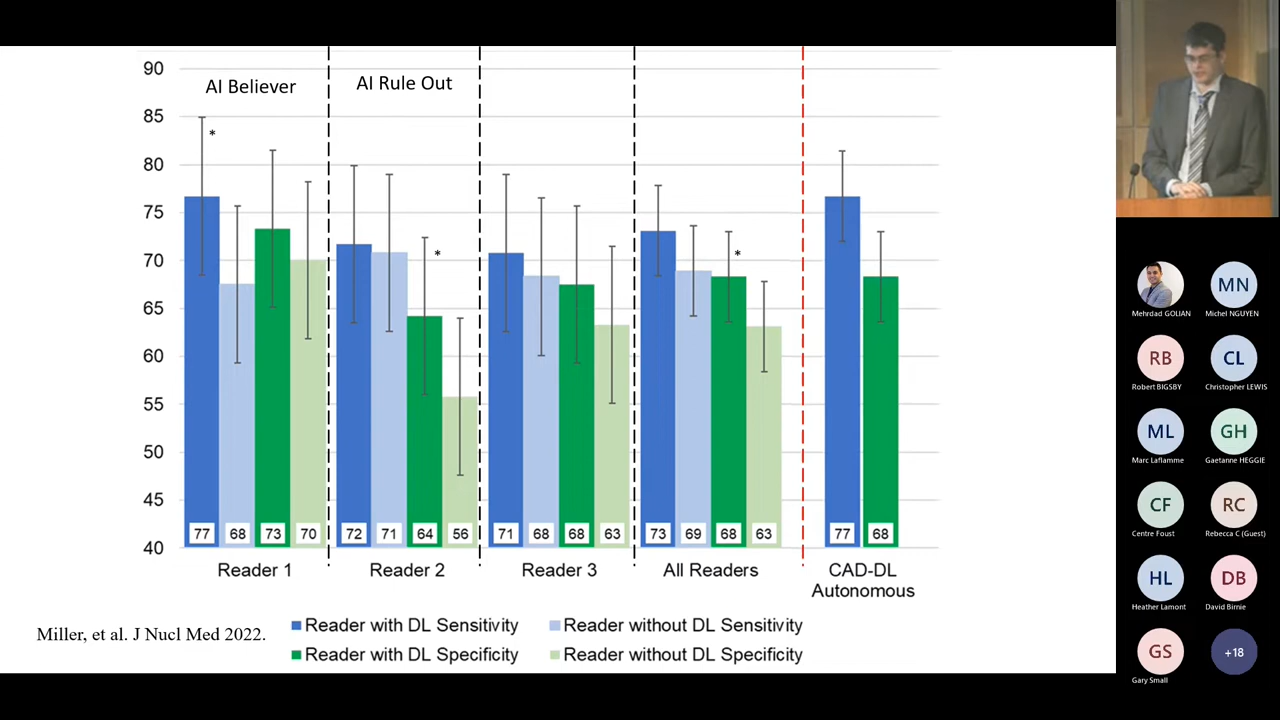 90
85
80
75
70
65
60
55
50
45
40
AI Believer
AI Rule Out
*
*
*
77 68 73 70
72 71 64 56
71 68 68 63
73 69 68 63
77 68
Reader 1
Reader 2
Reader 3
All Readers
CAD-DL
Autonomous
Reader with DL Sensitivity
Reader without DL Sensitivity
Reader with DL Specificity
Reader without DL Specificity
Miller, et al. J Nucl Med 2022.
Mehrdad GOLIAN
MN
Michel NGUYEN
RB
Robert BIGSBY
CL
Christopher LEWIS
ML
Marc Laflamme
GH
Gaetanne HEGGIE
CF
Centre Foust
RC
Rebecca C (Guest)
HL
Heather Lamont
DB
David Birnie
GS
Gary Small
+18